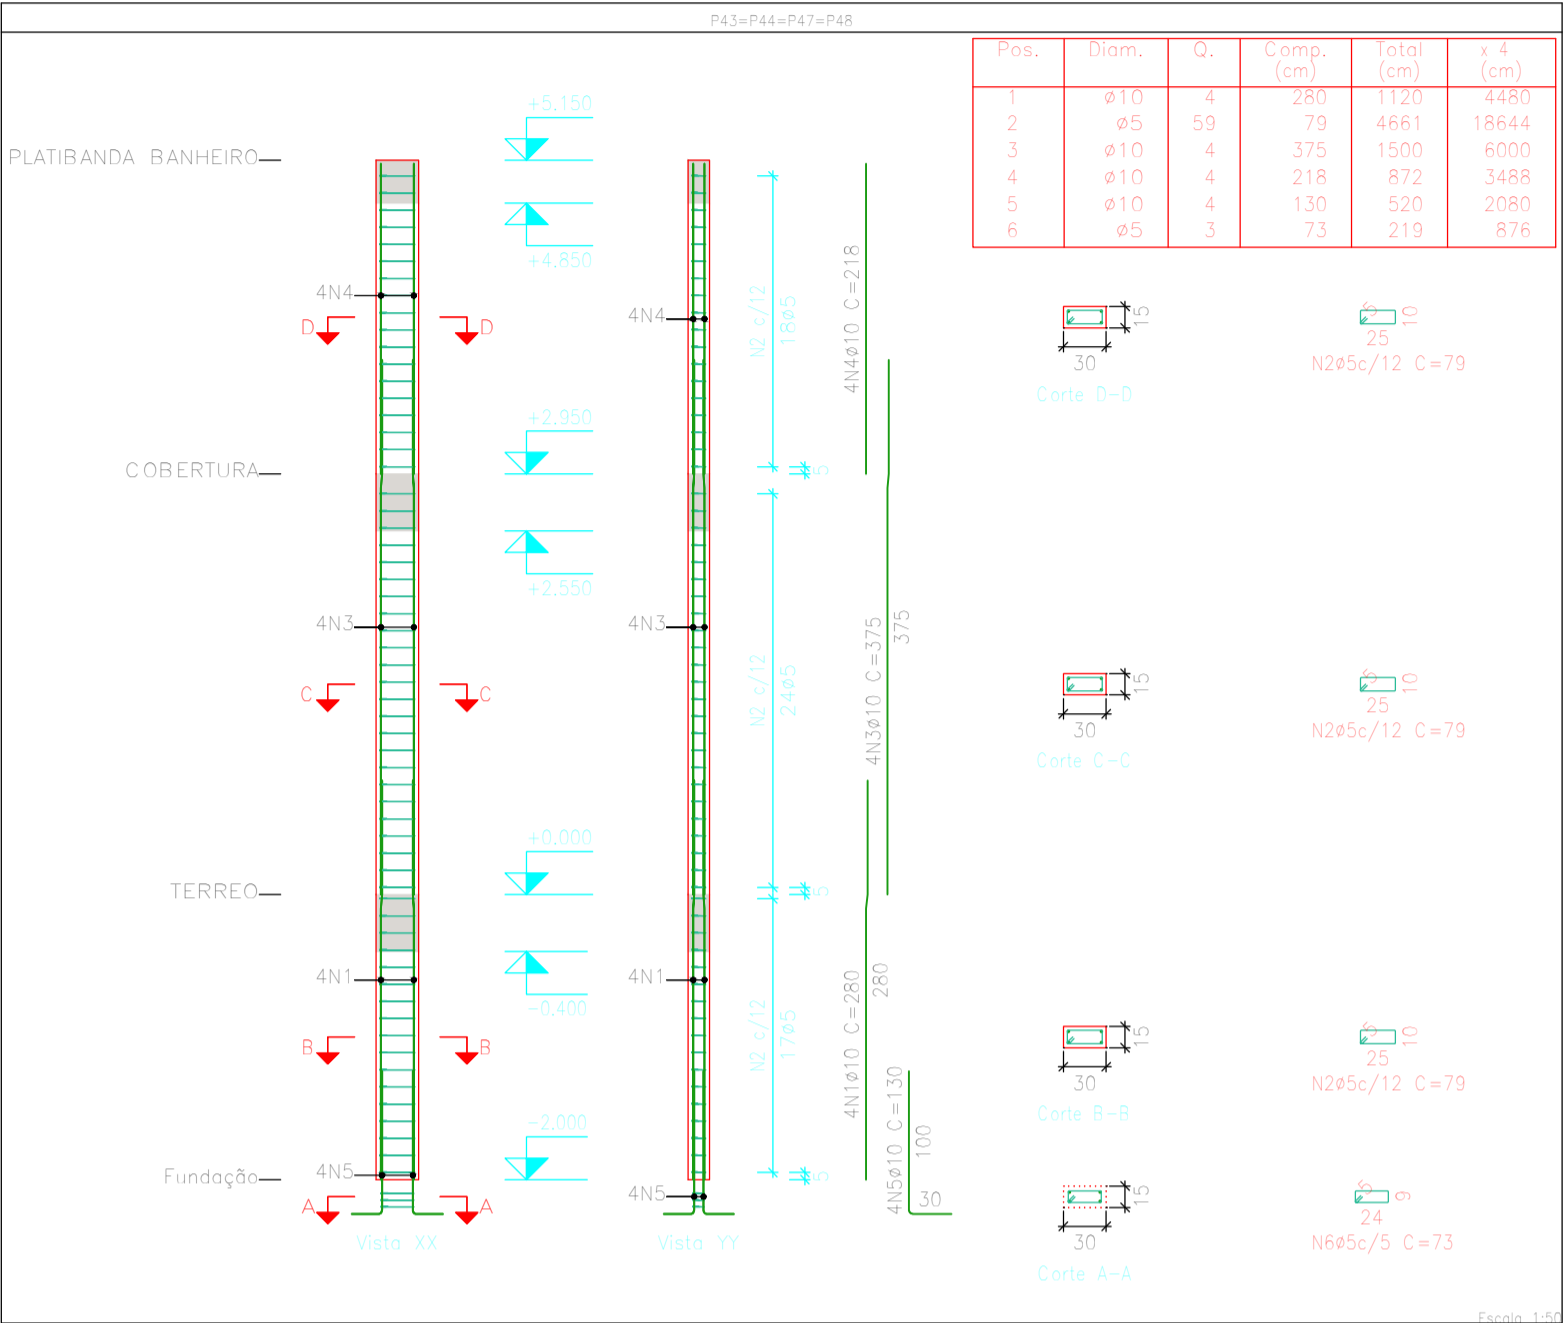 P43=P44=P47=P48
Pos. Diam. Q. Comp. (cm) Total (cm) x 4 (cm)
1 ø10 4 280 1120 4480
2 ø5 59 79 4661 18644
3 ø10 4 375 1500 6000
4 ø10 4 218 872 3488
5 ø10 4 130 520 2080
6 ø5 3 73 219 876
PLATIBANDA BANHEIRO
+5.150
+4.850
4N4
4N4
D D
N2 c/12
18ø5
4N4ø10 C=218
15
30
Corte D-D
5
10
25
N2ø5c/12 C=79
COBERTURA
+2.950
5
+2.550
4N3
4N3
C C
N2 c/12
24ø5
4N3ø10 C=375
375
15
30
Corte C-C
5
10
25
N2ø5c/12 C=79
TERREO
+0.000
5
-0.400
4N1
4N1
B B
N2 c/12
17ø5
4N1ø10 C=280
280
15
30
Corte B-B
5
10
25
N2ø5c/12 C=79
Fundação
-2.000
5
4N5
4N5
A A
4N5ø10 C=130
100
30
15
30
Corte A-A
5
9
24
N6ø5c/5 C=73
Vista XX
Vista YY
Escala 1:50